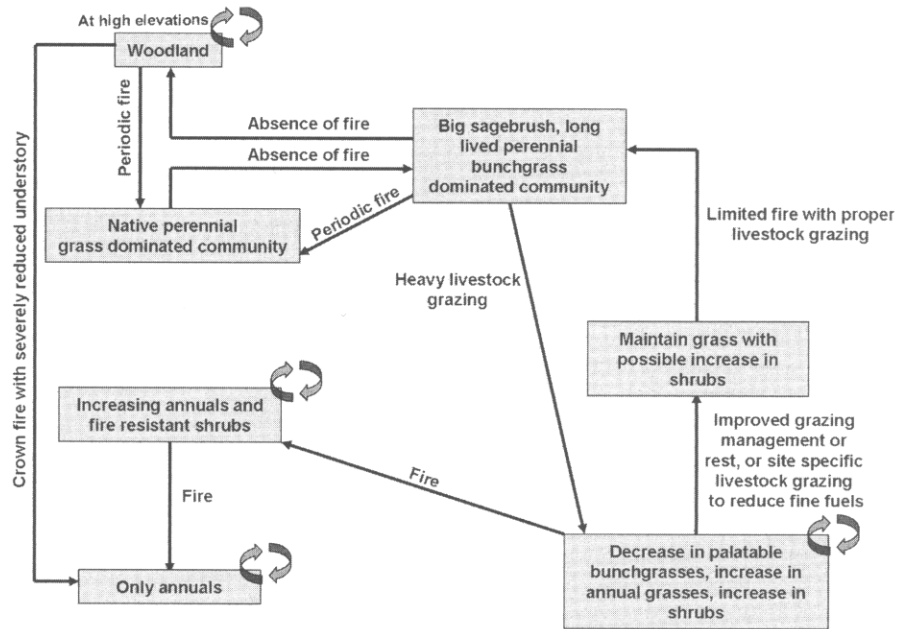 At high elevations
Woodland
Crown fire with severely reduced understory
Periodic fire
Absence of fire
Absence of fire
Big sagebrush, long
lived perennial
bunchgrass
dominated community
Native perennial
grass dominated community
Periodic fire
Limited fire with proper
livestock grazing
Heavy livestock
grazing
Maintain grass with
possible increase in
shrubs
Increasing annuals and
fire resistant shrubs
Improved grazing
management or
rest, or site specific
livestock grazing
to reduce fine fuels
Fire
Fire
Only annuals
Decrease in palatable
bunchgrasses, increase in
annual grasses, increase in
shrubs